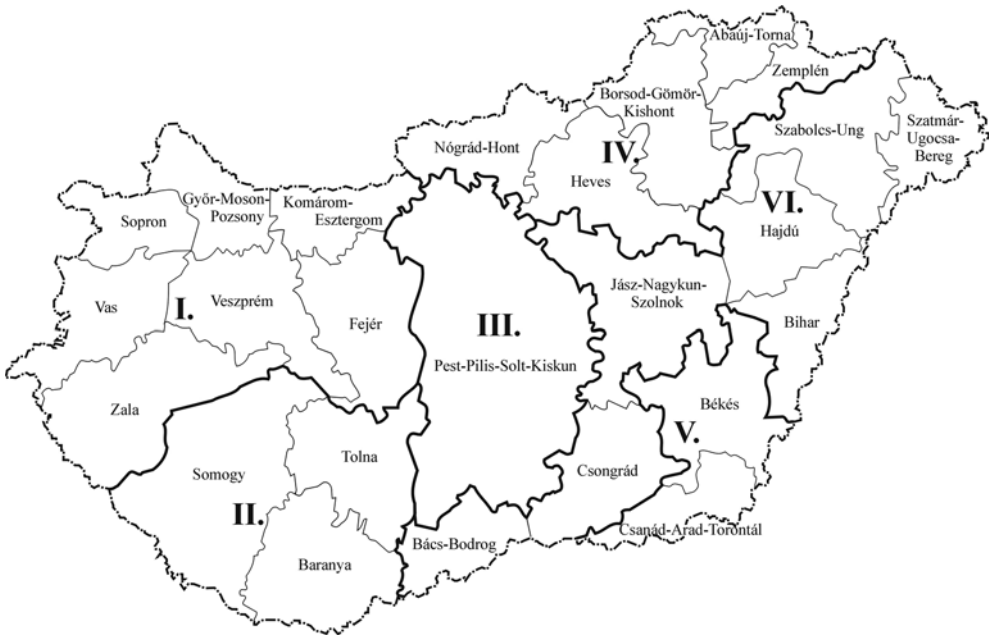 Abaúj-Torna
Zemplén
Borsod-Gömör-
Kishont
Szabolcs-Ung
Szatmár-
Ugocsa-
Bereg
Nógrád-Hont
IV.
Heves
VI.
Hajdú
Győr-Moson-
Pozsony
Komárom-
Esztergom
Sopron
Vas
I.
Veszprém
Fejér
III.
Pest-Pilis-Solt-Kiskun
Jász-Nagykun-
Szolnok
Bihar
Zala
Békés
V.
Somogy
Tolna
Csongrád
II.
Csanád-Arad-Torontál
Bács-Bodrog
Baranya